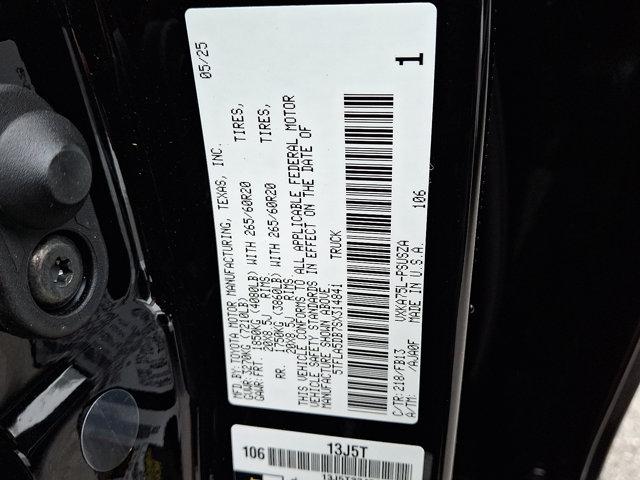 MFD.BY:TOYOTA MOTOR MANUFACTURING, TEXAS, INC. 05/25
GVWR:3270KG (7210LB)
GAWR:FRT. 1850KG (4080LB) WITH 265/60R20 TIRES,
20X8.5J RIMS,
RR. 1750KG (3860LB) WITH 265/60R20 TIRES,
20X8.5J RIMS
THIS VEHICLE CONFORMS TO ALL APPLICABLE FEDERAL MOTOR
VEHICLE SAFETY STANDARDS IN EFFECT ON THE DATE OF
MANUFACTURE SHOWN ABOVE.
5TFLA5DB7SX314841 TRUCK
106
1
C/TR:218/FB13 VXKA75L-PSUSZA
A/TM: /AJA0F MADE IN U.S.A.
106 13J5T